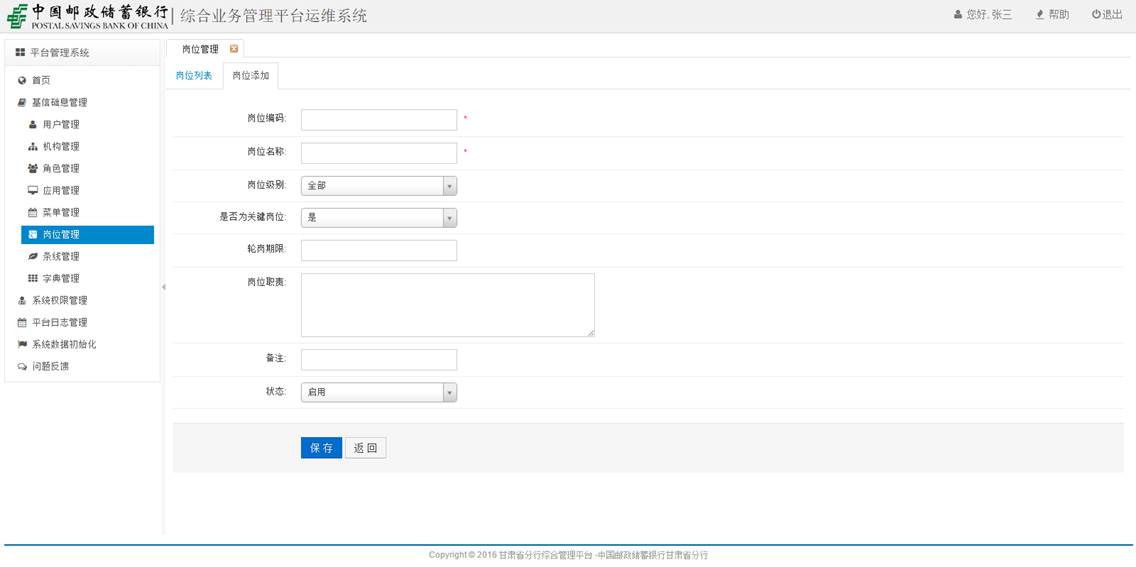 中国邮政储蓄银行
POSTAL SAVINGS BANK OF CHINA
综合业务管理平台运维系统
您好, 张三
帮助
退出
平台管理系统
首页
基信础息管理
用户管理
机构管理
角色管理
应用管理
菜单管理
岗位管理
条线管理
字典管理
系统权限管理
平台日志管理
系统数据初始化
问题反馈
岗位管理
岗位列表
岗位添加
岗位编码: *
岗位名称: *
岗位级别: 全部
是否为关键岗位: 是
轮岗期限:
岗位职责:
备注:
状态: 启用
保 存
返 回
Copyright © 2016 甘肃省分行综合管理平台 -中国邮政储蓄银行甘肃省分行